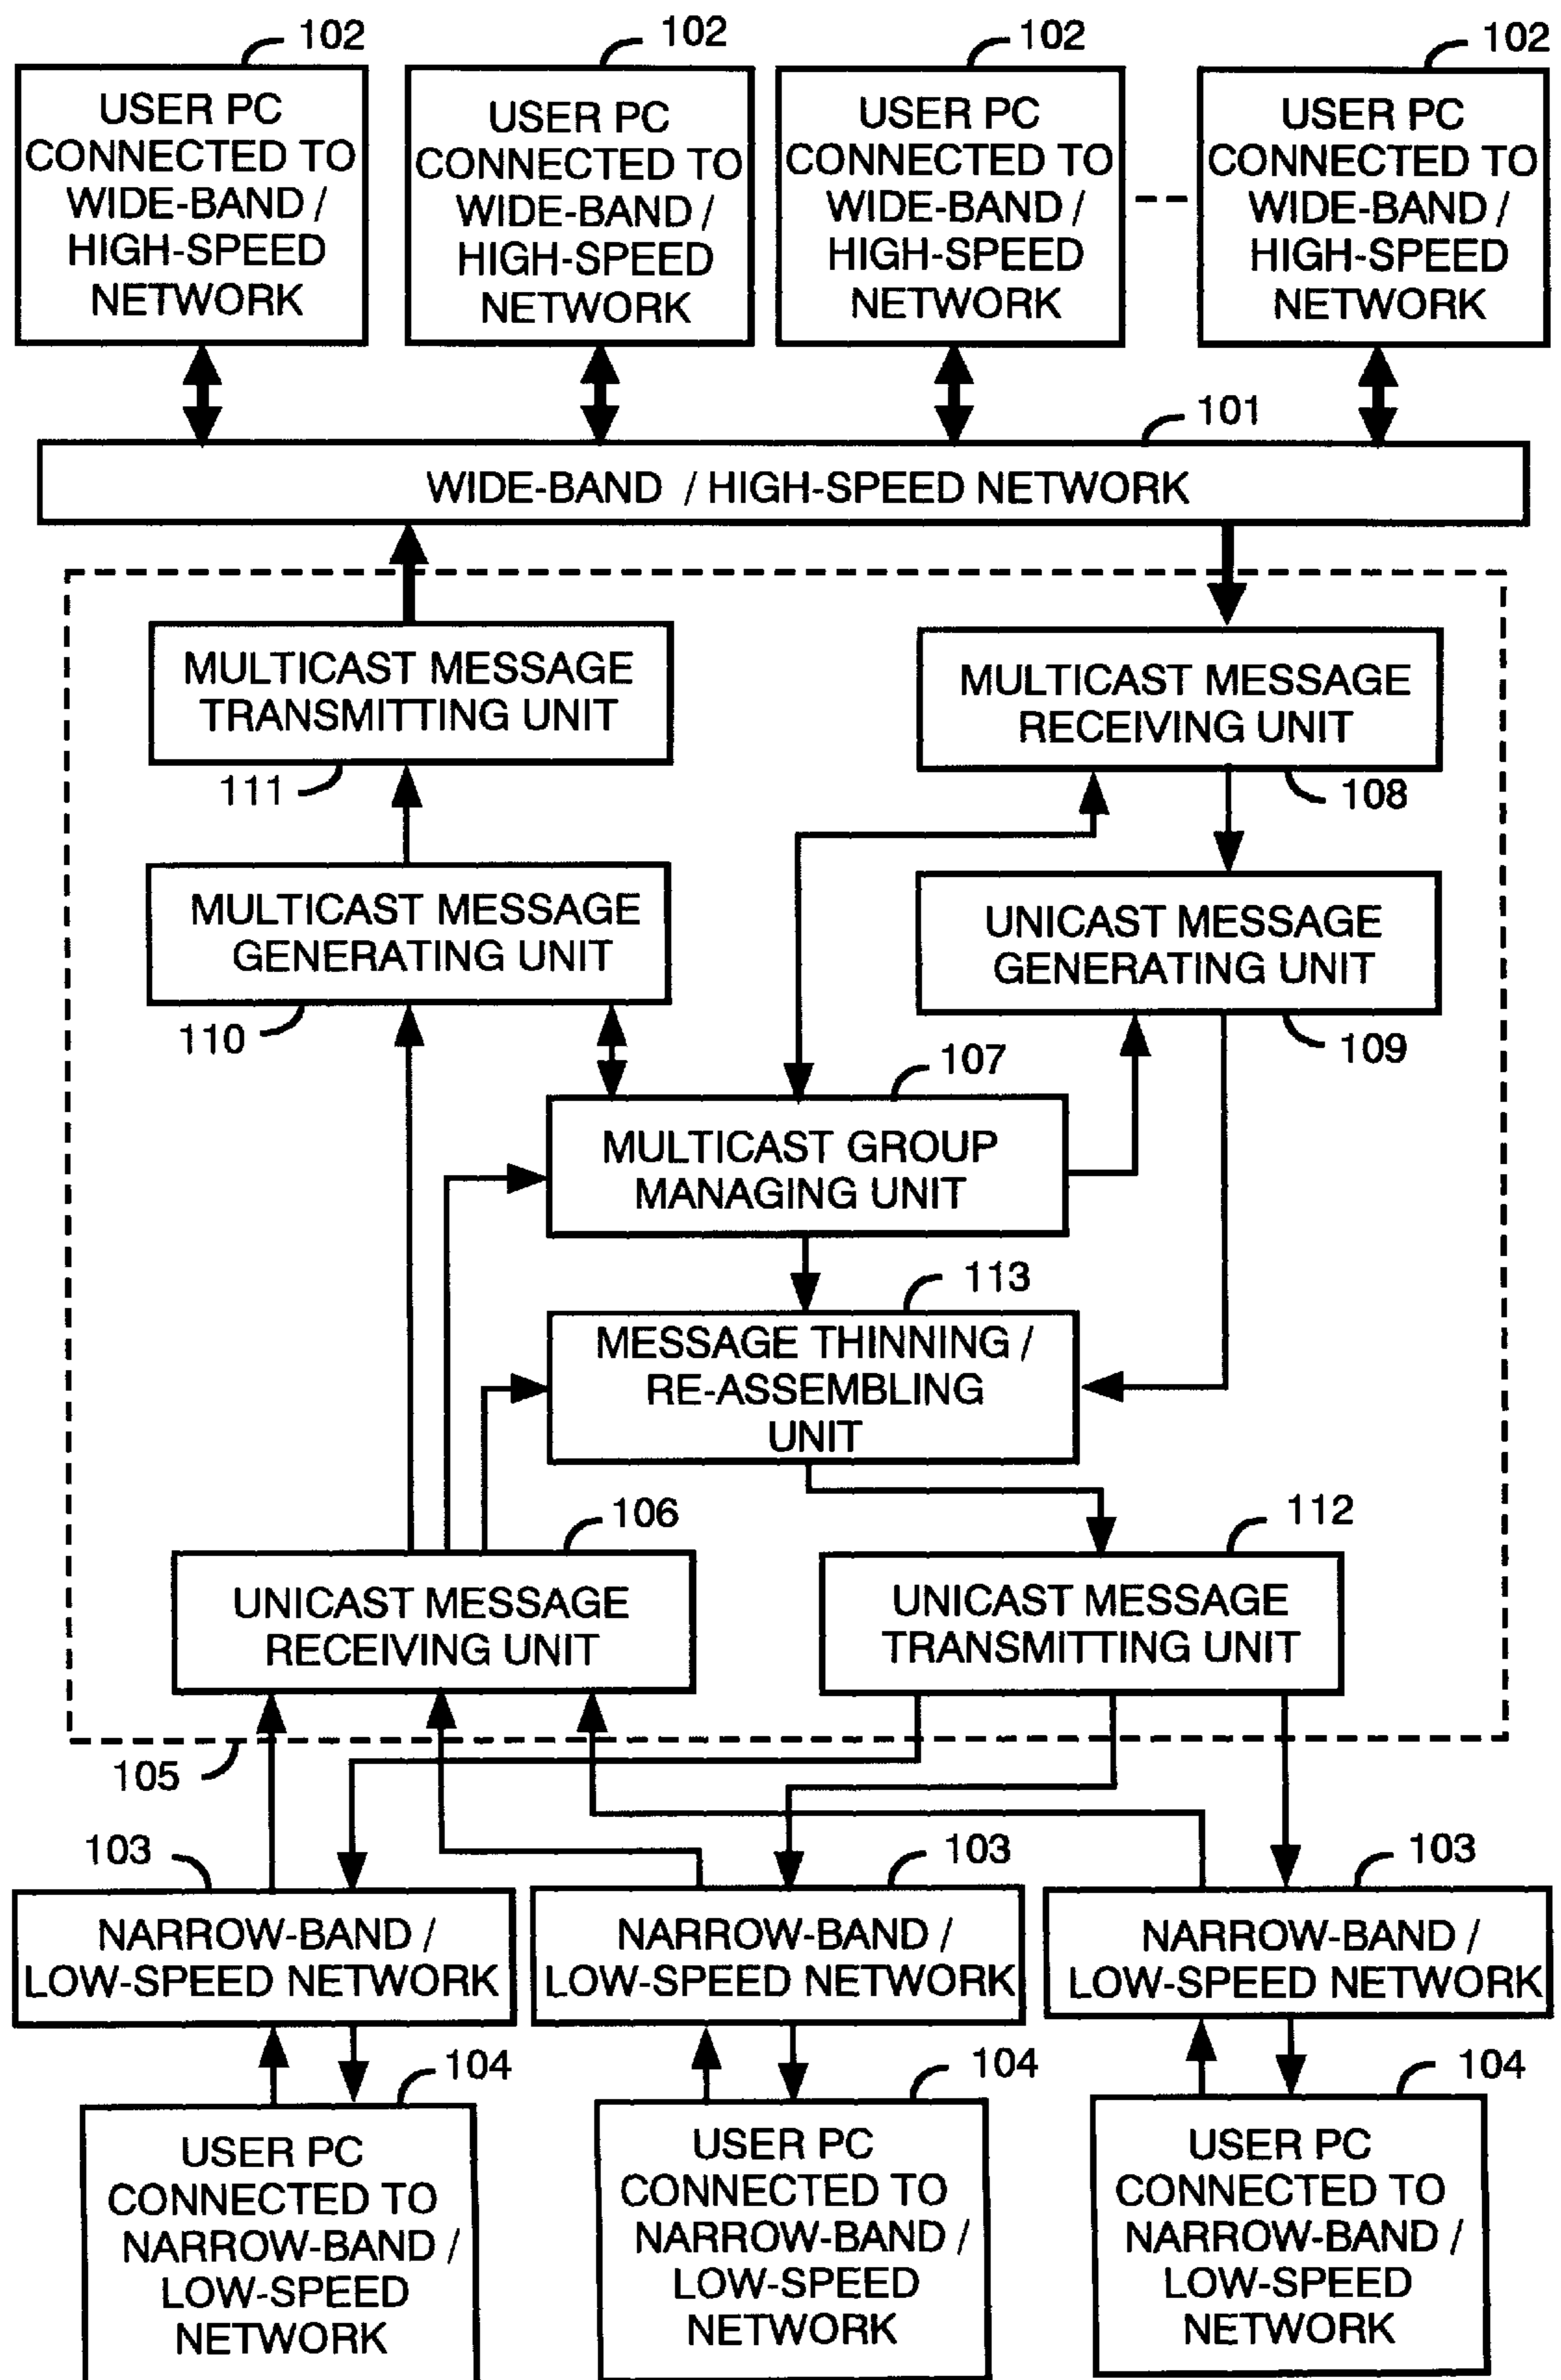 102
102
102
102
USER PC
CONNECTED TO
WIDE-BAND /
HIGH-SPEED
NETWORK
USER PC
CONNECTED TO
WIDE-BAND /
HIGH-SPEED
NETWORK
USER PC
CONNECTED TO
WIDE-BAND /
HIGH-SPEED
NETWORK
USER PC
CONNECTED TO
WIDE-BAND /
HIGH-SPEED
NETWORK
101
WIDE-BAND / HIGH-SPEED NETWORK
MULTICAST MESSAGE
TRANSMITTING UNIT
111
MULTICAST MESSAGE
RECEIVING UNIT
108
MULTICAST MESSAGE
GENERATING UNIT
110
UNICAST MESSAGE
GENERATING UNIT
109
107
MULTICAST GROUP
MANAGING UNIT
113
MESSAGE THINNING /
RE-ASSEMBLING
UNIT
106
UNICAST MESSAGE
RECEIVING UNIT
112
UNICAST MESSAGE
TRANSMITTING UNIT
105
103
NARROW-BAND /
LOW-SPEED NETWORK
103
NARROW-BAND /
LOW-SPEED NETWORK
103
NARROW-BAND /
LOW-SPEED NETWORK
104
USER PC
CONNECTED TO
NARROW-BAND /
LOW-SPEED
NETWORK
104
USER PC
CONNECTED TO
NARROW-BAND /
LOW-SPEED
NETWORK
104
USER PC
CONNECTED TO
NARROW-BAND /
LOW-SPEED
NETWORK